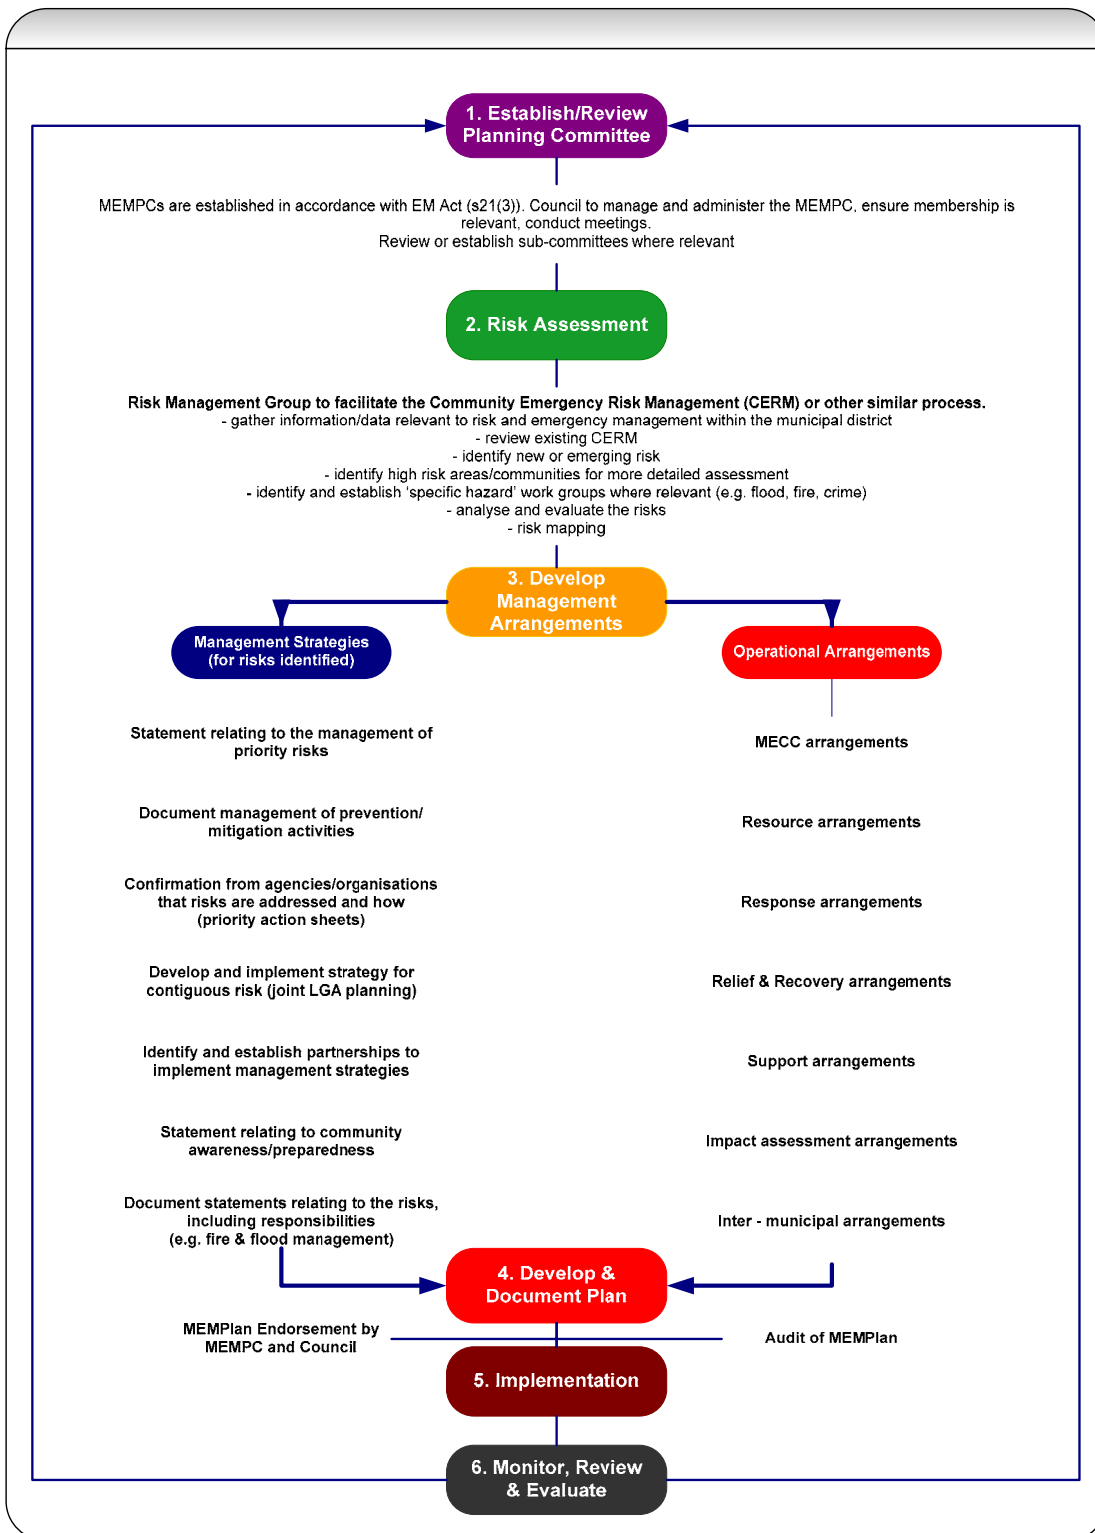 1. Establish/Review
Planning Committee
MEMPCs are established in accordance with EM Act (s21(3)). Council to manage and administer the MEMPC, ensure membership is
relevant, conduct meetings.
Review or establish sub-committees where relevant
2. Risk Assessment
Risk Management Group to facilitate the Community Emergency Risk Management (CERM) or other similar process.
- gather information/data relevant to risk and emergency management within the municipal district
- review existing CERM
- identify new or emerging risk
- identify high risk areas/communities for more detailed assessment
- identify and establish ‘specific hazard’ work groups where relevant (e.g. flood, fire, crime)
- analyse and evaluate the risks
- risk mapping
3. Develop
Management
Arrangements
Management Strategies
(for risks identified)
Statement relating to the management of
priority risks
Document management of prevention/
mitigation activities
Confirmation from agencies/organisations
that risks are addressed and how
(priority action sheets)
Develop and implement strategy for
contiguous risk (joint LGA planning)
Identify and establish partnerships to
implement management strategies
Statement relating to community
awareness/preparedness
Document statements relating to the risks,
including responsibilities
(e.g. fire & flood management)
Operational Arrangements
MECC arrangements
Resource arrangements
Response arrangements
Relief & Recovery arrangements
Support arrangements
Impact assessment arrangements
Inter - municipal arrangements
4. Develop &
Document Plan
MEMPlan Endorsement by
MEMPC and Council
Audit of MEMPlan
5. Implementation
6. Monitor, Review
& Evaluate